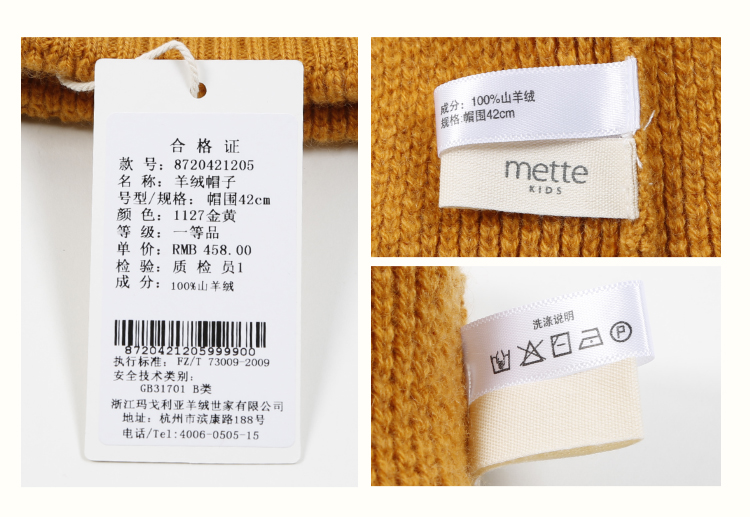 合格证
款号：8720421205
名称：羊绒帽子
号型/规格：帽围42cm
颜色：1127金黄
等级：一等品
单价：RMB 458.00
检验：质 检 员1
成分：100%山羊绒
8720421205999900
执行标准：FZ/T 73009-2009
安全技术类别：
GB31701 B类
浙江玛戈利亚羊绒世家有限公司
地址：杭州市滨康路188号
电话/Tel:4006-0505-15
成分：100%山羊绒
规格:帽围42cm
mette
KIDS
洗涤说明
P